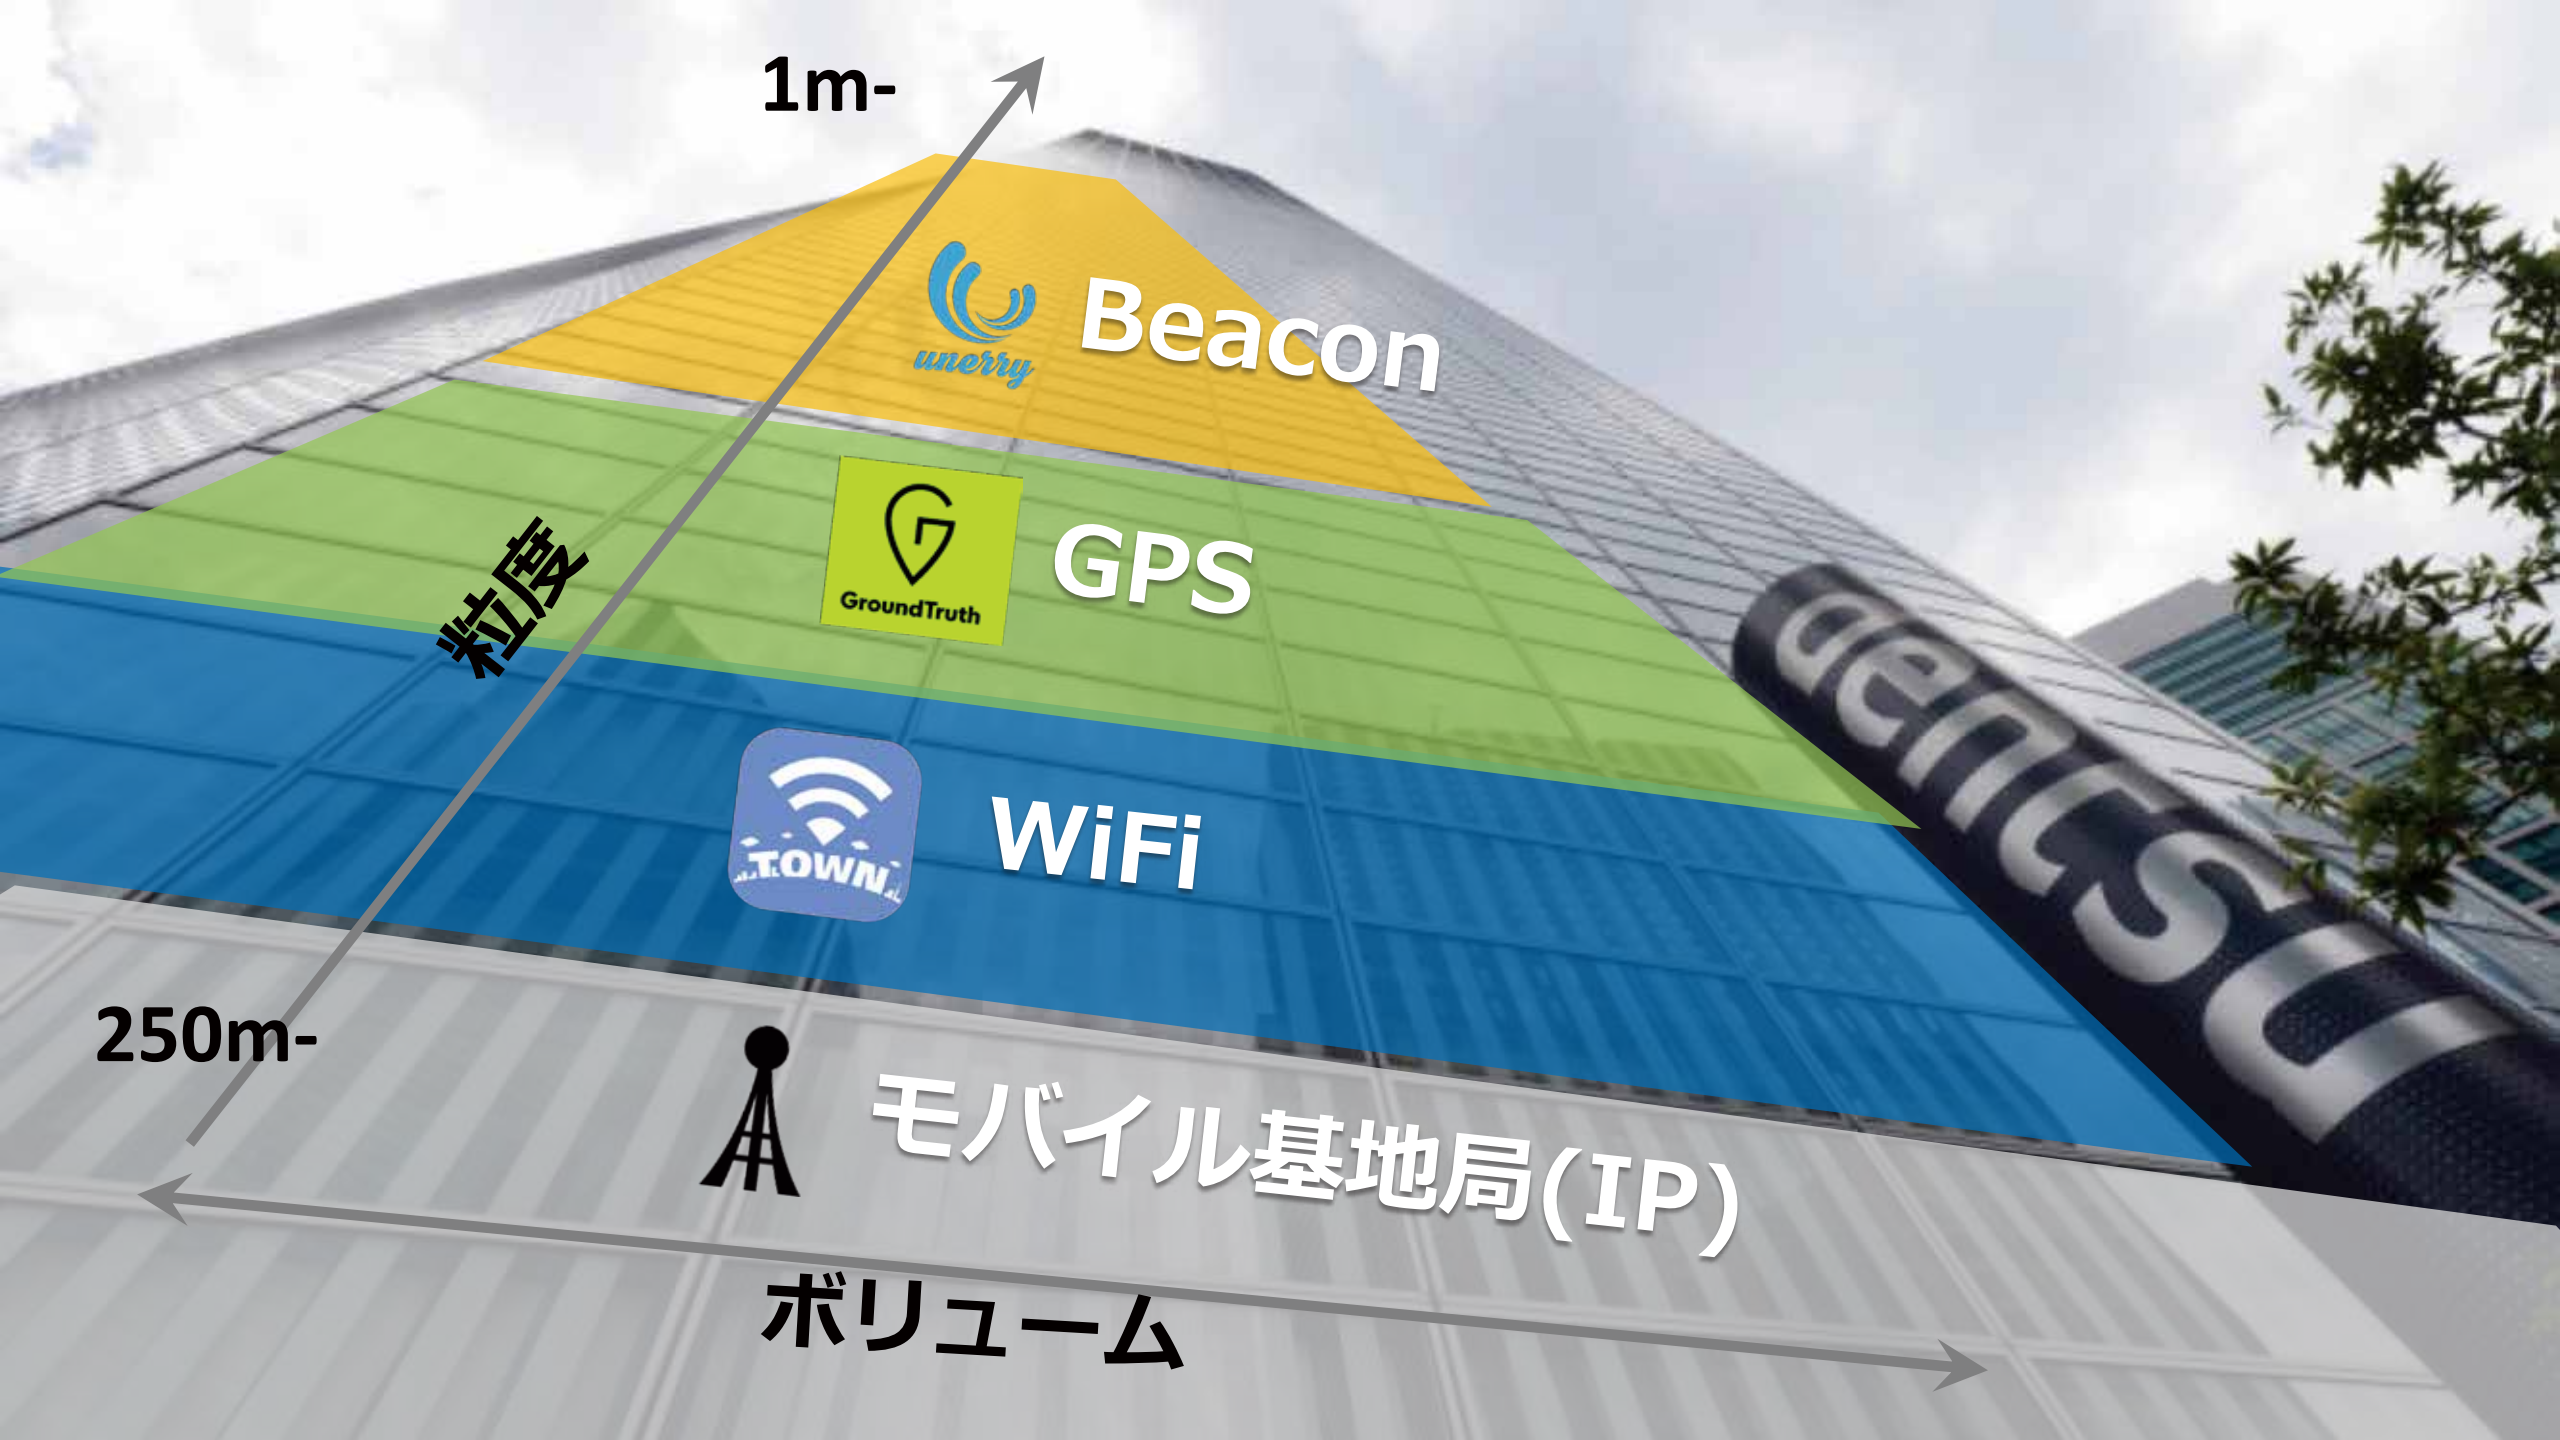 1m-
unerry
Beacon
GroundTruth
GPS
粒度
TOWN
WiFi
250m-
モバイル基地局(IP)
ボリューム
dentsu